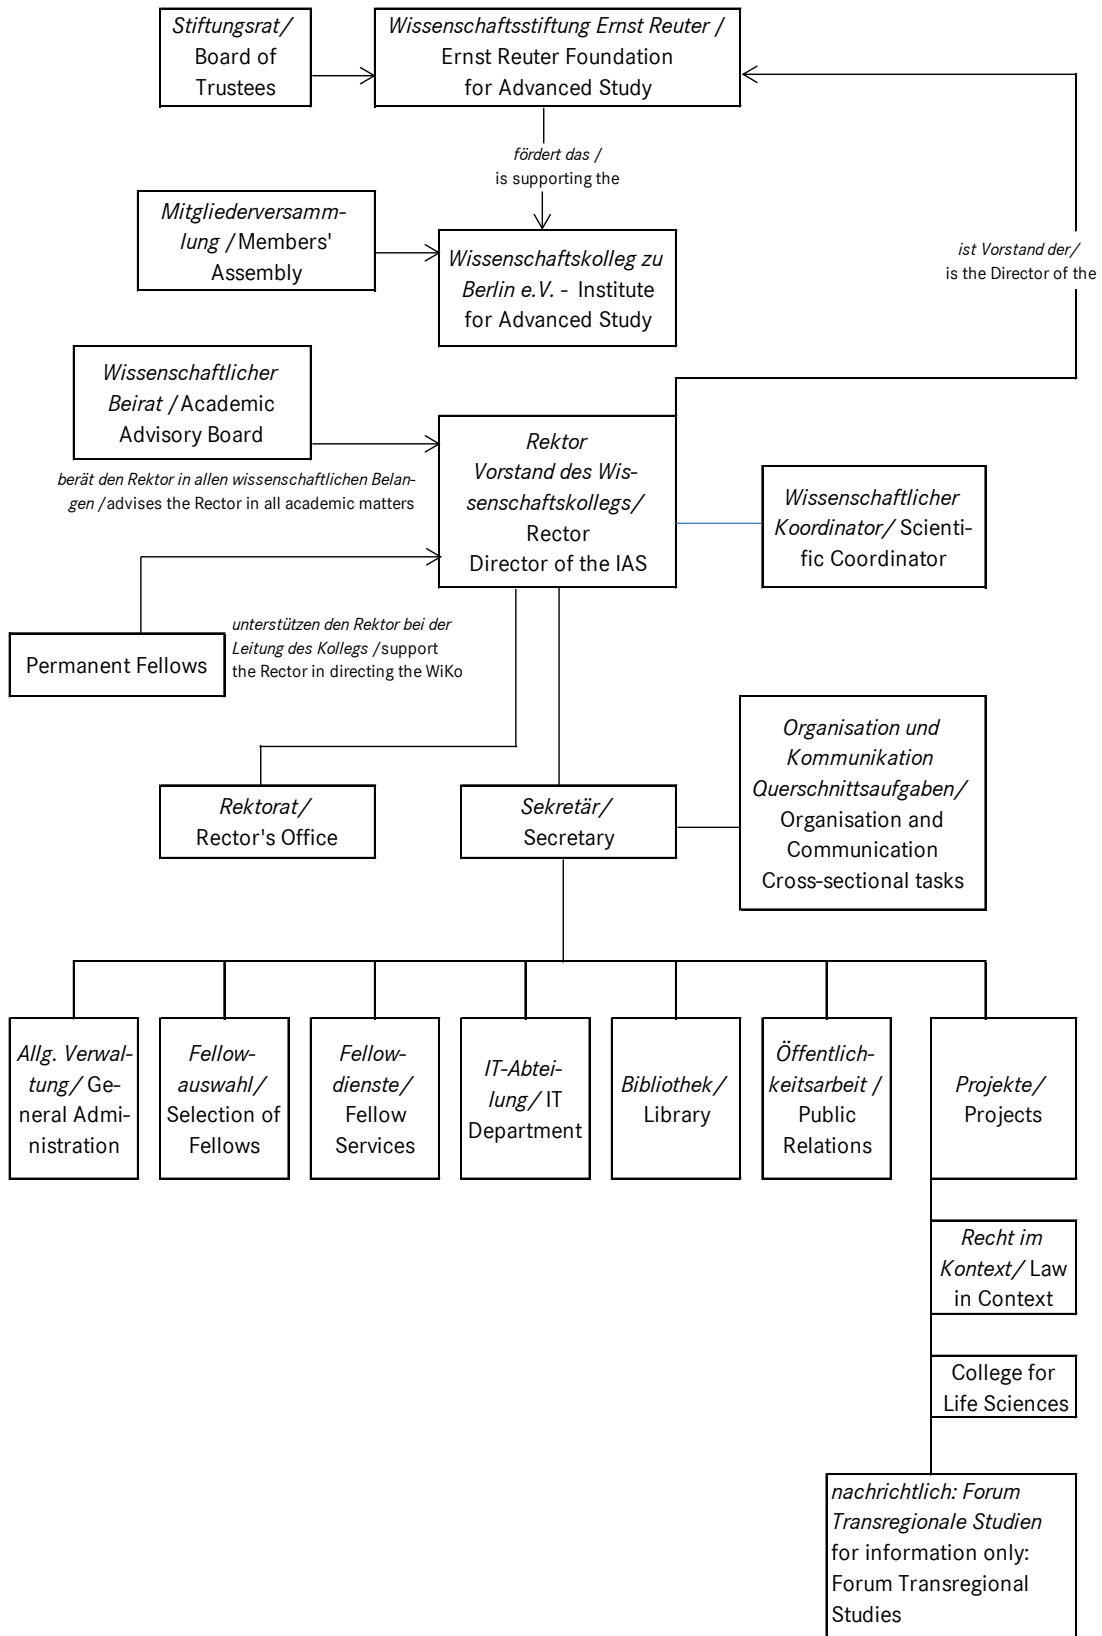 Stiftungsrat/
Board of
Trustees
Wissenschaftsstiftung Ernst Reuter /
Ernst Reuter Foundation
for Advanced Study
fördert das /
is supporting the
Mitgliederversamm-
lung /Members'
Assembly
Wissenschaftskolleg zu
Berlin e.V. - Institute
for Advanced Study
ist Vorstand der/
is the Director of the
Wissenschaftlicher
Beirat /Academic
Advisory Board
berät den Rektor in allen wissenschaftlichen Belan-
gen /advises the Rector in all academic matters
Rektor
Vorstand des Wis-
senschaftskollegs/
Rector
Director of the IAS
Wissenschaftlicher
Koordinator/ Scienti-
fic Coordinator
Permanent Fellows
unterstützen den Rektor bei der
Leitung des Kollegs /support
the Rector in directing the WiKo
Rektorat/
Rector's Office
Sekretär/
Secretary
Organisation und
Kommunikation
Querschnittsaufgaben/
Organisation and
Communication
Cross-sectional tasks
Allg. Verwal-
tung/ Ge-
neral Admi-
nistration
Fellow-
auswahl/
Selection of
Fellows
Fellow-
dienste/
Fellow
Services
IT-Abtei-
lung/ IT
Department
Bibliothek/
Library
Öffentlich-
keitsarbeit /
Public
Relations
Projekte/
Projects
Recht im
Kontext/ Law
in Context
College for
Life Sciences
nachrichtlich: Forum
Transregionale Studien
for information only:
Forum Transregional
Studies